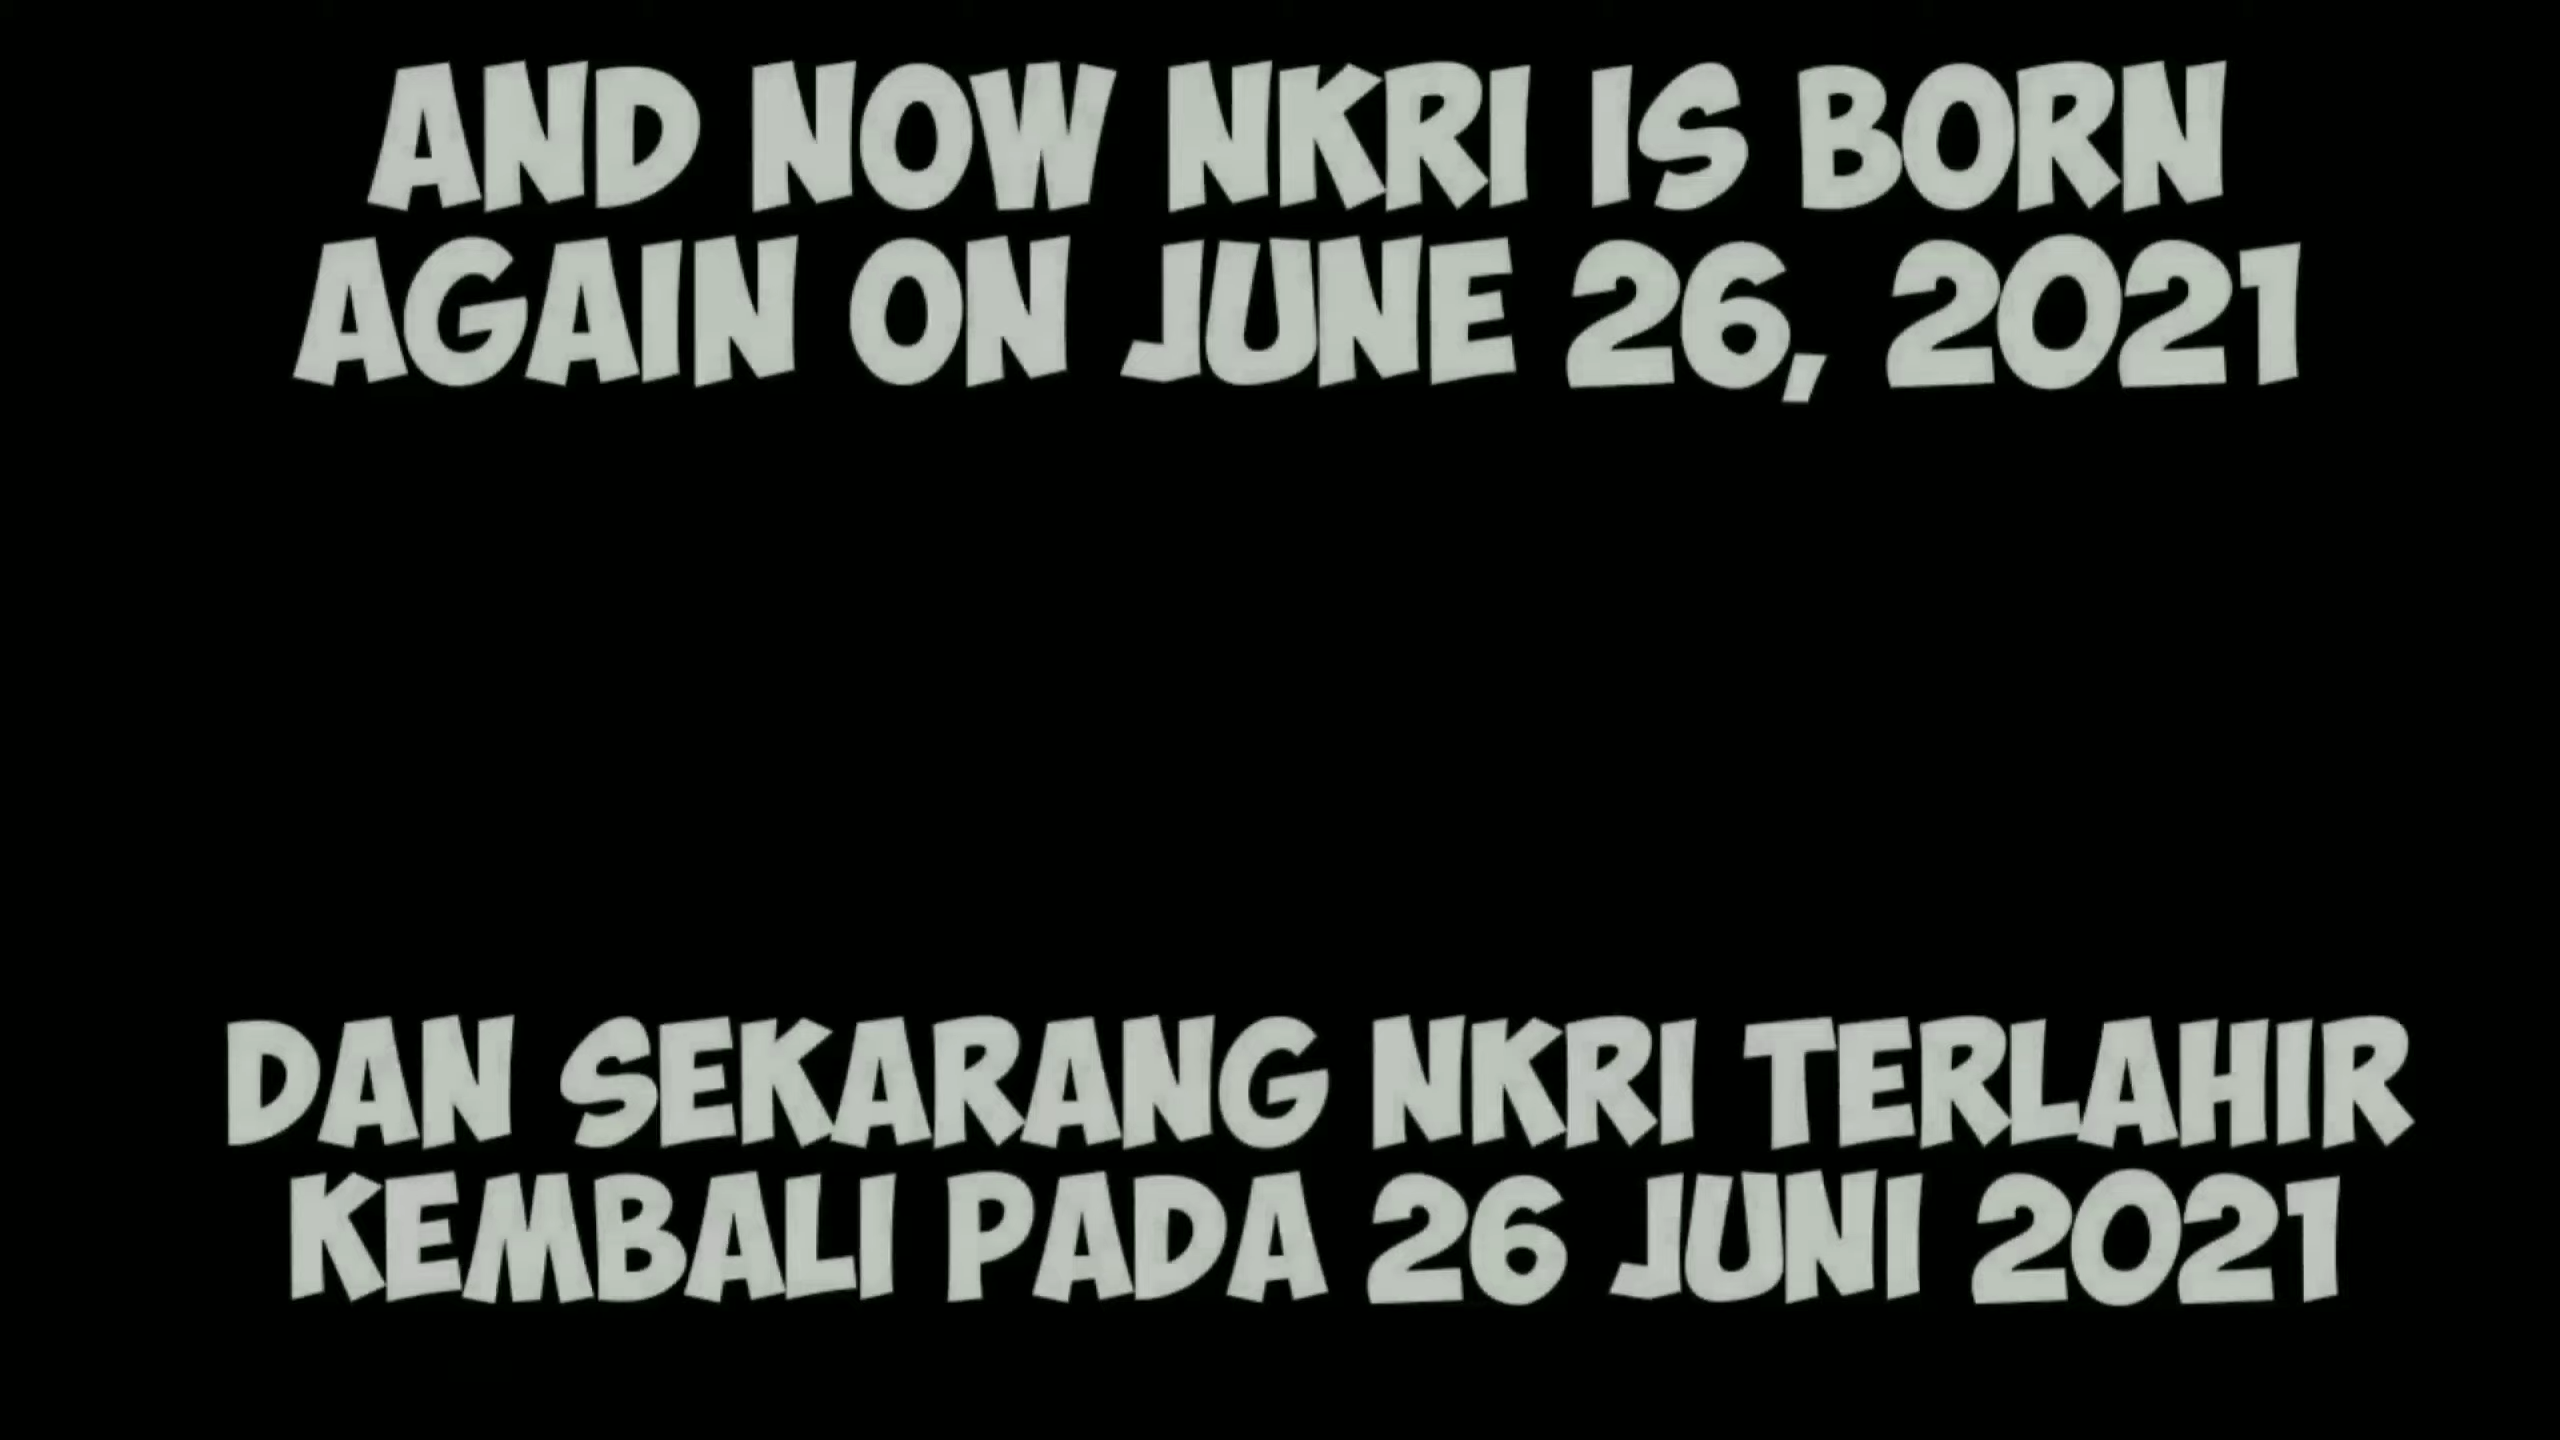 AND NOW NKRI IS BORN
AGAIN ON JUNE 26, 2021
DAN SEKARANG NKRI TERLAHIR
KEMBALI PADA 26 JUNI 2021